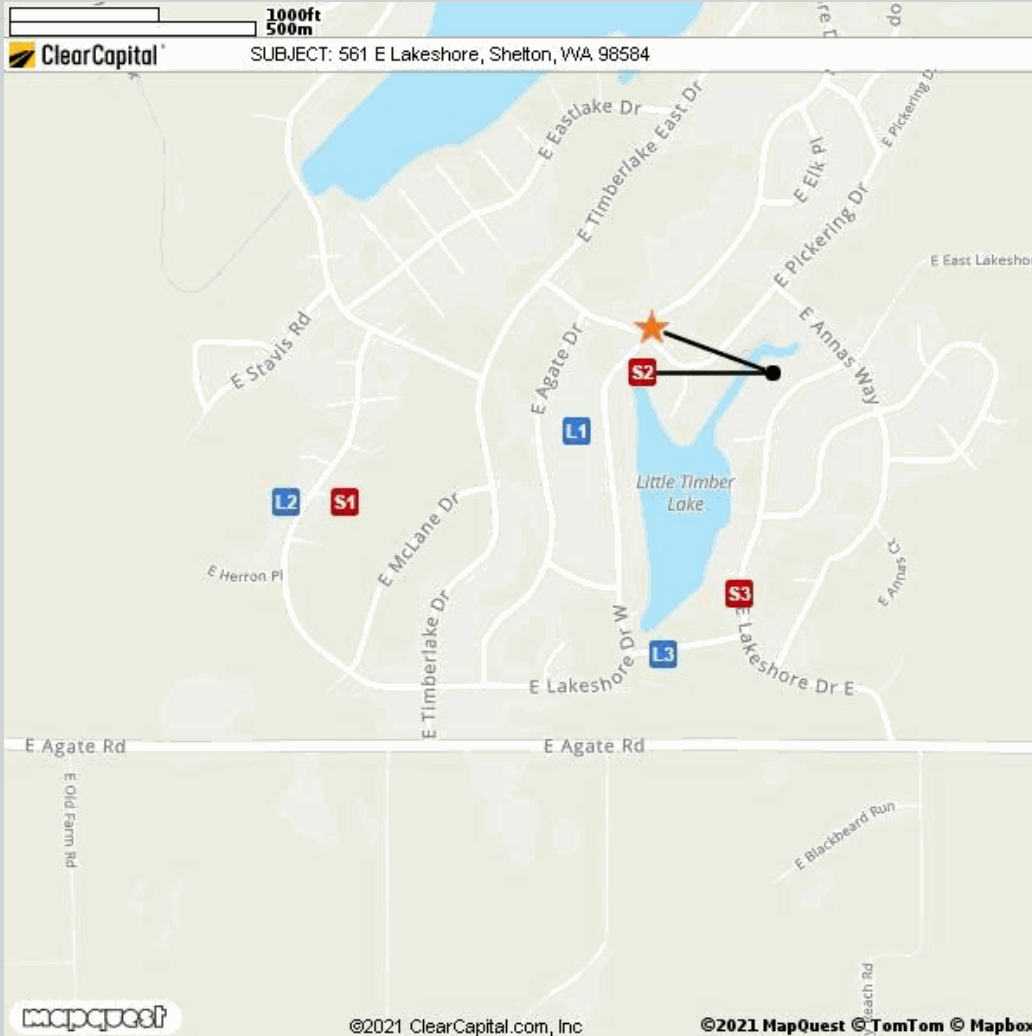 1000ft
500m
ClearCapital
SUBJECT: 561 E Lakeshore, Shelton, WA 98584
E Eastlake Dr
E Timberlake East Dr
E Elk Pl
E Pickering Dr
E Pickering Dr
E East Lakeshor
E Stavis Rd
E Agate Dr
E Annas Way
S2
L1
Little Timber
Lake
L2
S1
E McLane Dr
E Herron Pl
E Annas Ct
S3
E Timberlake Dr
E Lakeshore Dr W
L3
E Lakeshore Dr E
E Agate Rd
E Agate Rd
E Old Farm Rd
E Blackbeard Run
each Rd
mapquest
©2021 ClearCapital.com, Inc
©2021 MapQuest © TomTom © Mapbox